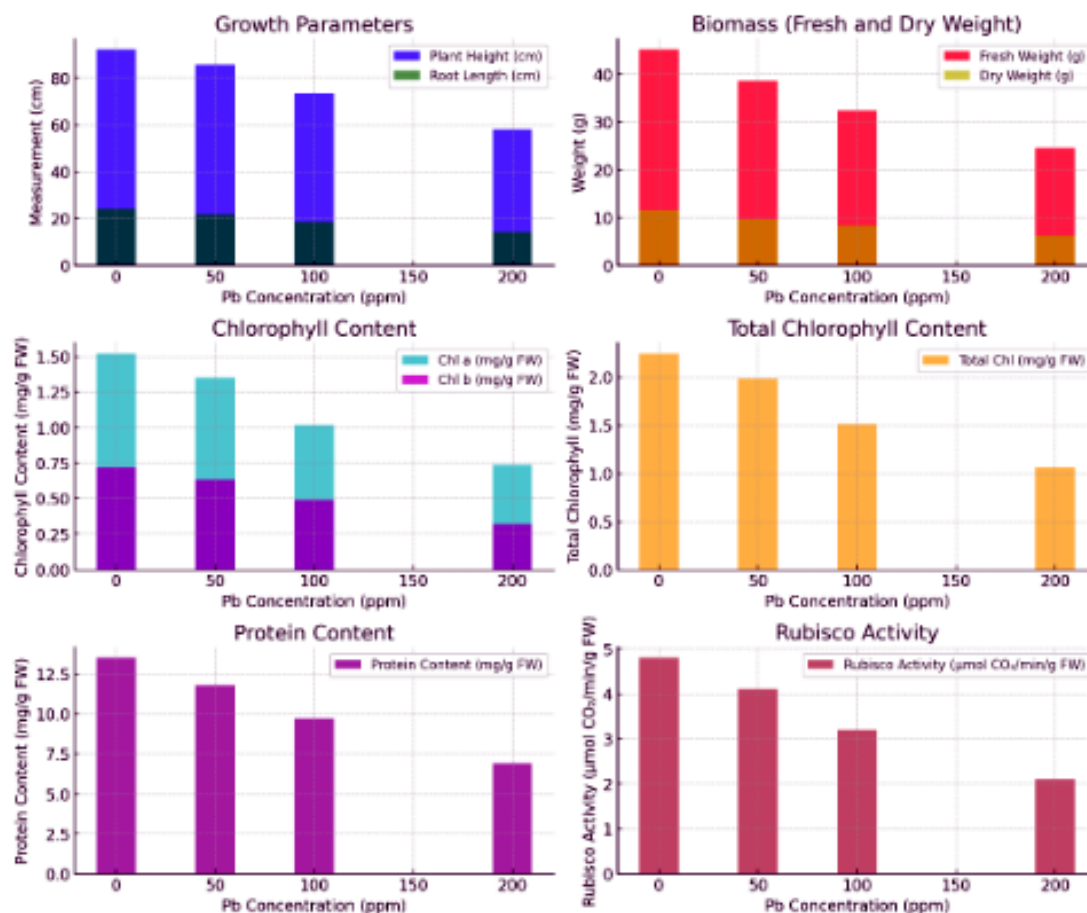 Growth Parameters
Measurement (cm)
80
60
40
20
0
Plant Height (cm)
Root Length (cm)
0 50 100 150 200
Pb Concentration (ppm)
Biomass (Fresh and Dry Weight)
Weight (g)
40
30
20
10
0
Fresh Weight (g)
Dry Weight (g)
0 50 100 150 200
Pb Concentration (ppm)
Chlorophyll Content
Chlorophyll Content (mg/g FW)
1.50
1.25
1.00
0.75
0.50
0.25
0.00
Chl a (mg/g FW)
Chl b (mg/g FW)
0 50 100 150 200
Pb Concentration (ppm)
Total Chlorophyll Content
Total Chlorophyll (mg/g FW)
2.0
1.5
1.0
0.5
0.0
Total Chl (mg/g FW)
0 50 100 150 200
Pb Concentration (ppm)
Protein Content
Protein Content (mg/g FW)
12.5
10.0
7.5
5.0
2.5
0.0
Protein Content (mg/g FW)
0 50 100 150 200
Pb Concentration (ppm)
Rubisco Activity
Rubisco Activity (μmol CO₂/min/g FW)
5
4
3
2
1
0
Rubisco Activity (μmol CO₂/min/g FW)
0 50 100 150 200
Pb Concentration (ppm)